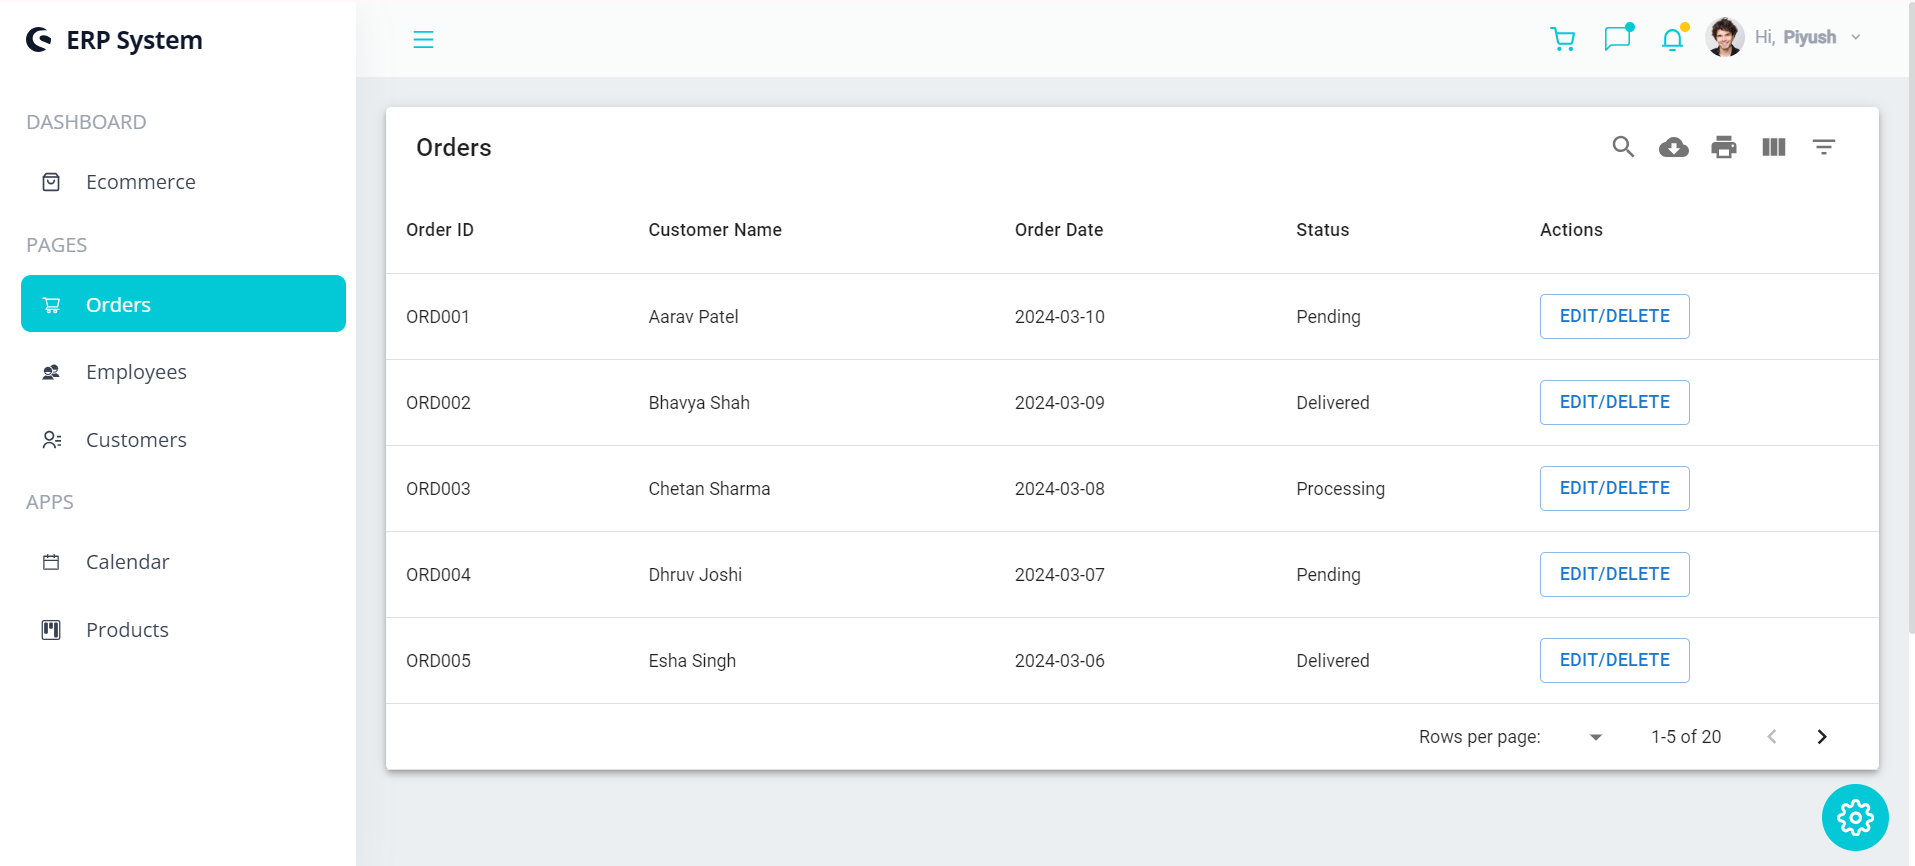 ERP System
Hi, Piyush
DASHBOARD
Ecommerce
PAGES
Orders
Employees
Customers
APPS
Calendar
Products
Orders
Order ID Customer Name Order Date Status Actions
ORD001 Aarav Patel 2024-03-10 Pending EDIT/DELETE
ORD002 Bhavya Shah 2024-03-09 Delivered EDIT/DELETE
ORD003 Chetan Sharma 2024-03-08 Processing EDIT/DELETE
ORD004 Dhruv Joshi 2024-03-07 Pending EDIT/DELETE
ORD005 Esha Singh 2024-03-06 Delivered EDIT/DELETE
Rows per page: 1-5 of 20